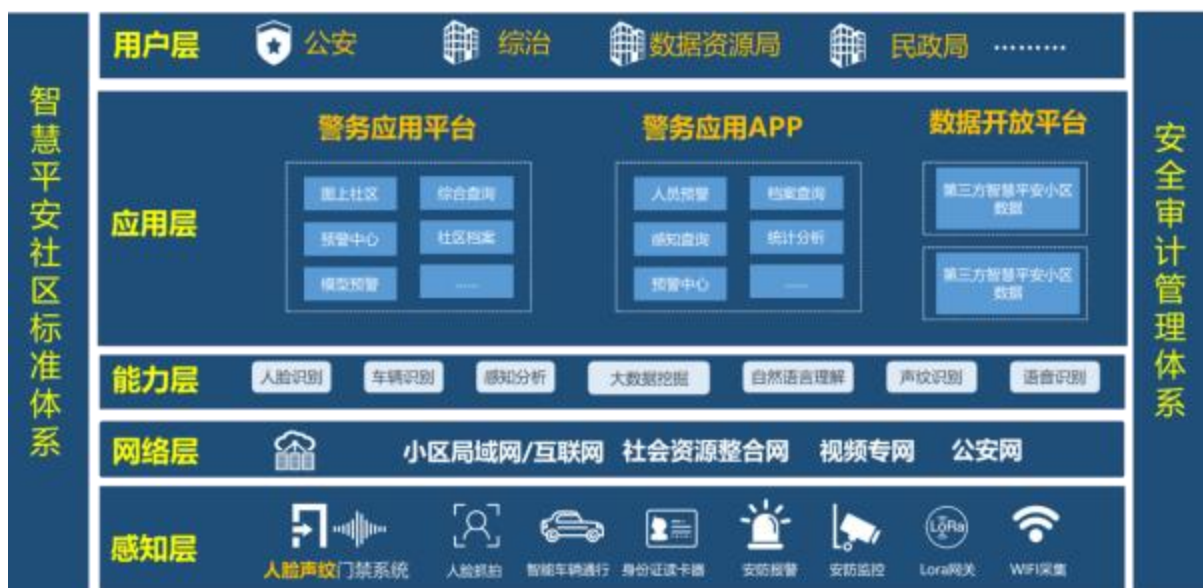 智慧平安社区标准体系
用户层
公安
综治
数据资源局
民政局
………
应用层
警务应用平台
图上社区
综合查询
预警中心
社区档案
模型预警
……
警务应用APP
人员预警
档案查询
感知查询
统计分析
预警中心
……
数据开放平台
第三方智慧平安小区
数据
第三方智慧平安小区
数据
能力层
人脸识别
车辆识别
感知分析
大数据挖掘
自然语言理解
声纹识别
语音识别
网络层
小区局域网/互联网
社会资源整合网
视频专网
公安网
感知层
人脸声纹门禁系统
人脸抓拍
智能车辆通行
身份证读卡器
安防报警
安防监控
LoRa
Lora网关
WIFI采集
安全审计管理体系